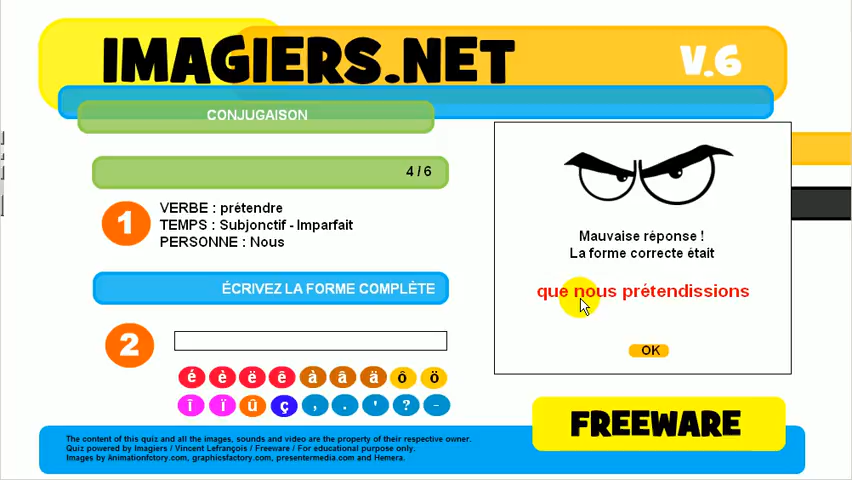 IMAGIERS.NET
V.6
CONJUGAISON
4 / 6
1
VERBE : prétendre
TEMPS : Subjonctif - Imparfait
PERSONNE : Nous
ÉCRIVEZ LA FORME COMPLÈTE
2
é è ë ê à â ä ô ö
î ï û ç , . ' ? -
Mauvaise réponse !
La forme correcte était
que nous prétendissions
OK
FREEWARE
The content of this quiz and all the images, sounds and video are the property of their respective owner.
Quiz powered by Imagiers / Vincent Lefrançois / Freeware / For educational purpose only.
Images by Animationfctory.com, graphicsfactory.com, presentermedia.com and Hemera.